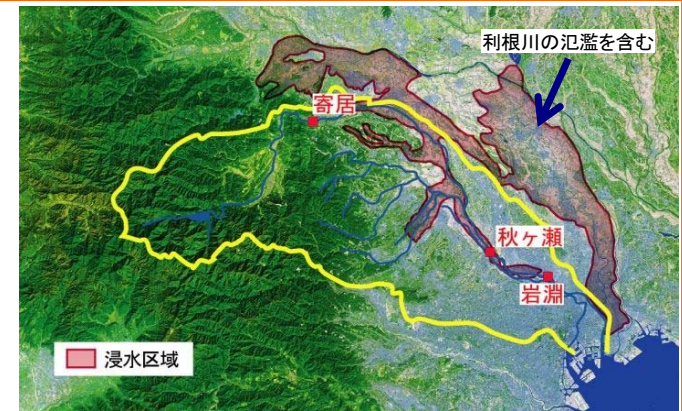 利根川の氾濫を含む
寄居
秋ヶ瀬
岩淵
浸水区域